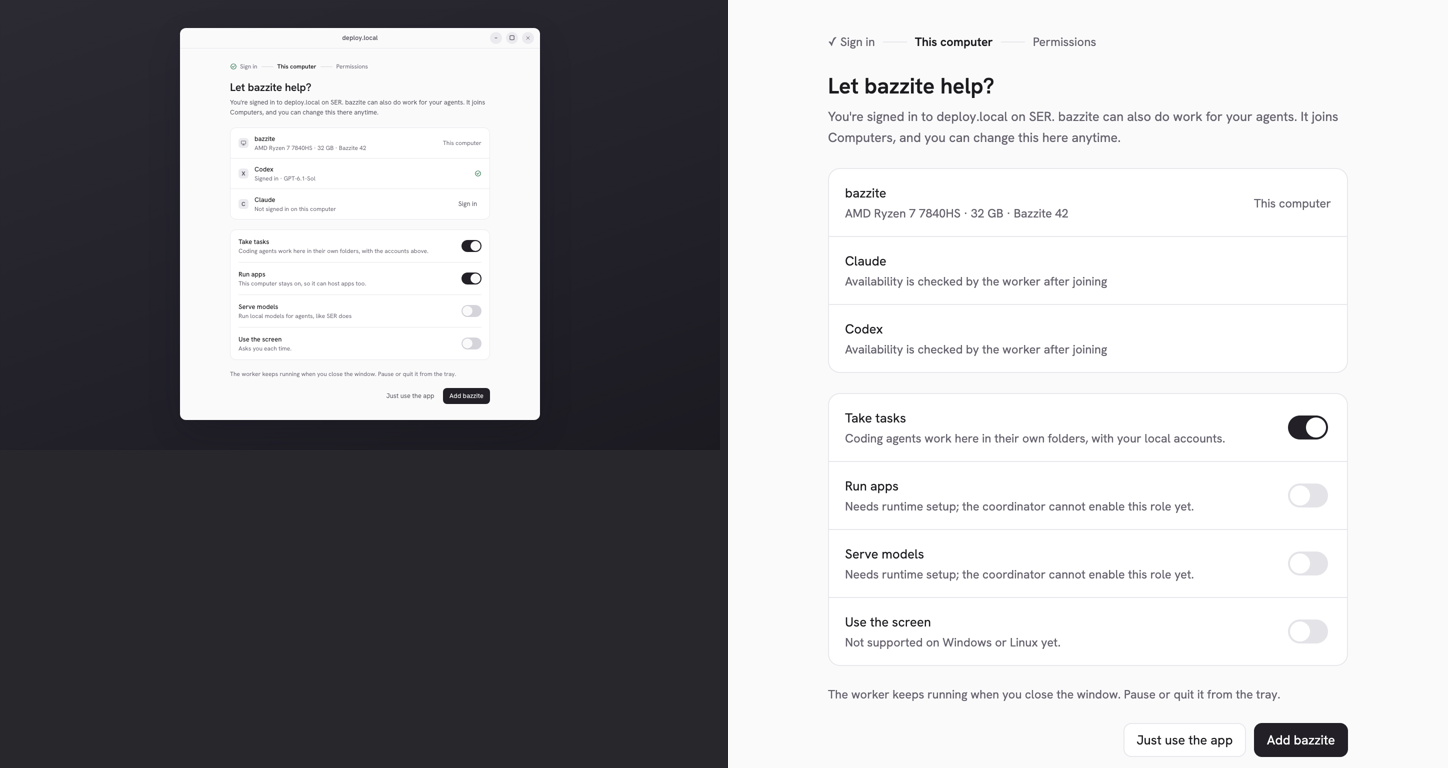 deploy.local
Sign in
This computer
Permissions
Let bazzite help?
You're signed in to deploy.local on SER. bazzite can also do work for your agents. It joins
Computers, and you can change this there anytime.
bazzite
AMD Ryzen 7 7840HS · 32 GB · Bazzite 42
This computer
X
Codex
Signed in · GPT-6.1-Sol
C
Claude
Not signed in on this computer
Sign in
Take tasks
Coding agents work here in their own folders, with the accounts above.
Run apps
This computer stays on, so it can host apps too.
Serve models
Run local models for agents, like SER does
Use the screen
Asks you each time.
The worker keeps running when you close the window. Pause or quit it from the tray.
Just use the app
Add bazzite
✓ Sign in
This computer
Permissions
Let bazzite help?
You're signed in to deploy.local on SER. bazzite can also do work for your agents. It joins
Computers, and you can change this here anytime.
bazzite
AMD Ryzen 7 7840HS · 32 GB · Bazzite 42
This computer
Claude
Availability is checked by the worker after joining
Codex
Availability is checked by the worker after joining
Take tasks
Coding agents work here in their own folders, with your local accounts.
Run apps
Needs runtime setup; the coordinator cannot enable this role yet.
Serve models
Needs runtime setup; the coordinator cannot enable this role yet.
Use the screen
Not supported on Windows or Linux yet.
The worker keeps running when you close the window. Pause or quit it from the tray.
Just use the app
Add bazzite